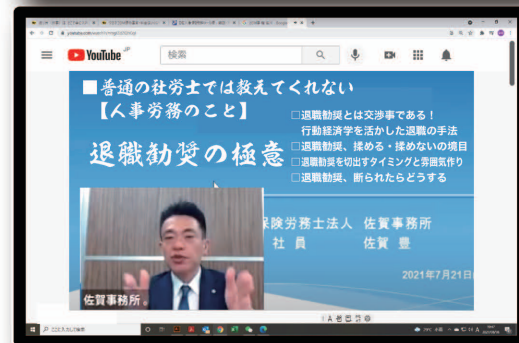 YouTube JP
検索
■普通の社労士では教えてくれない
【人事労務のこと】
退職勧奨の極意
□退職勧奨とは交渉事である！
行動経済学を活かした退職の手法
□退職勧奨、揉める・揉めないの境目
□退職勧奨を切出すタイミングと雰囲気作り
□退職勧奨、断られたらどうする
保険労務士法人 佐賀事務所
社員 佐賀 豊
2021年7月21日
佐賀事務所